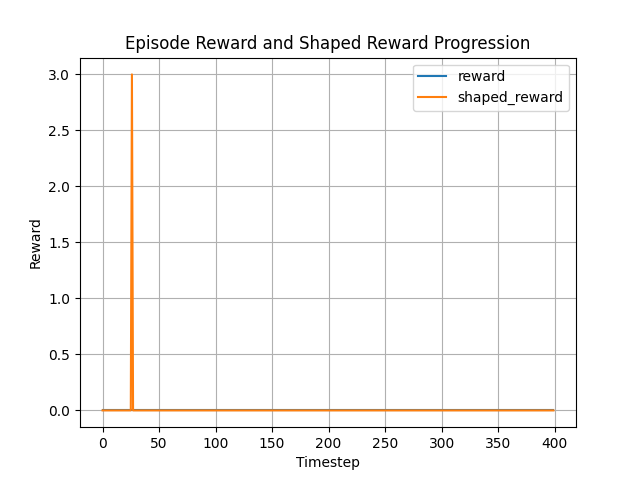 Episode Reward and Shaped Reward Progression
reward
shaped_reward
3.0
2.5
2.0
1.5
1.0
0.5
0.0
Reward
0 50 100 150 200 250 300 350 400
Timestep